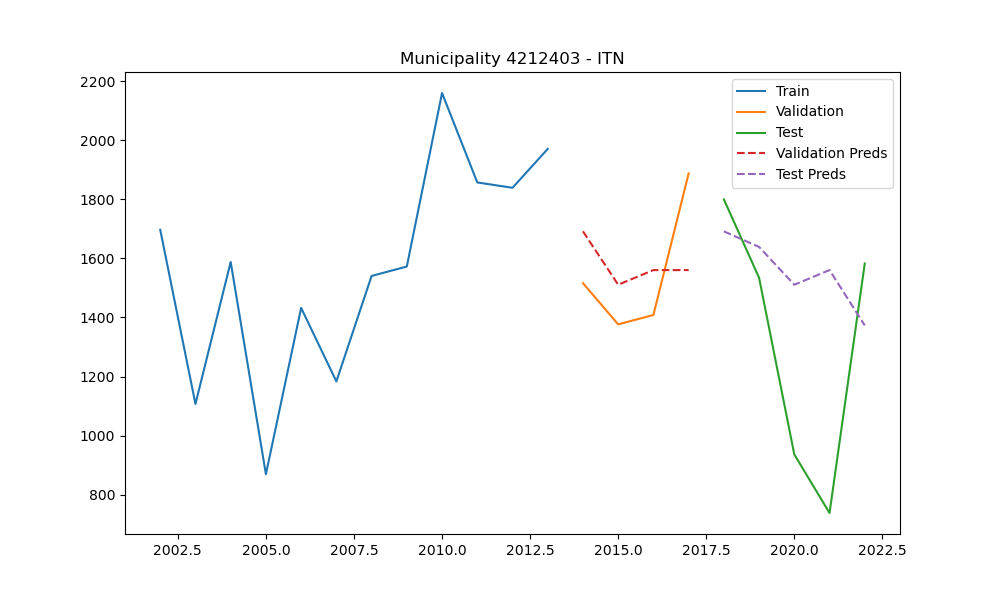 Municipality 4212403 - ITN
Train
Validation
Test
Validation Preds
Test Preds
2200
2000
1800
1600
1400
1200
1000
800
2002.5 2005.0 2007.5 2010.0 2012.5 2015.0 2017.5 2020.0 2022.5